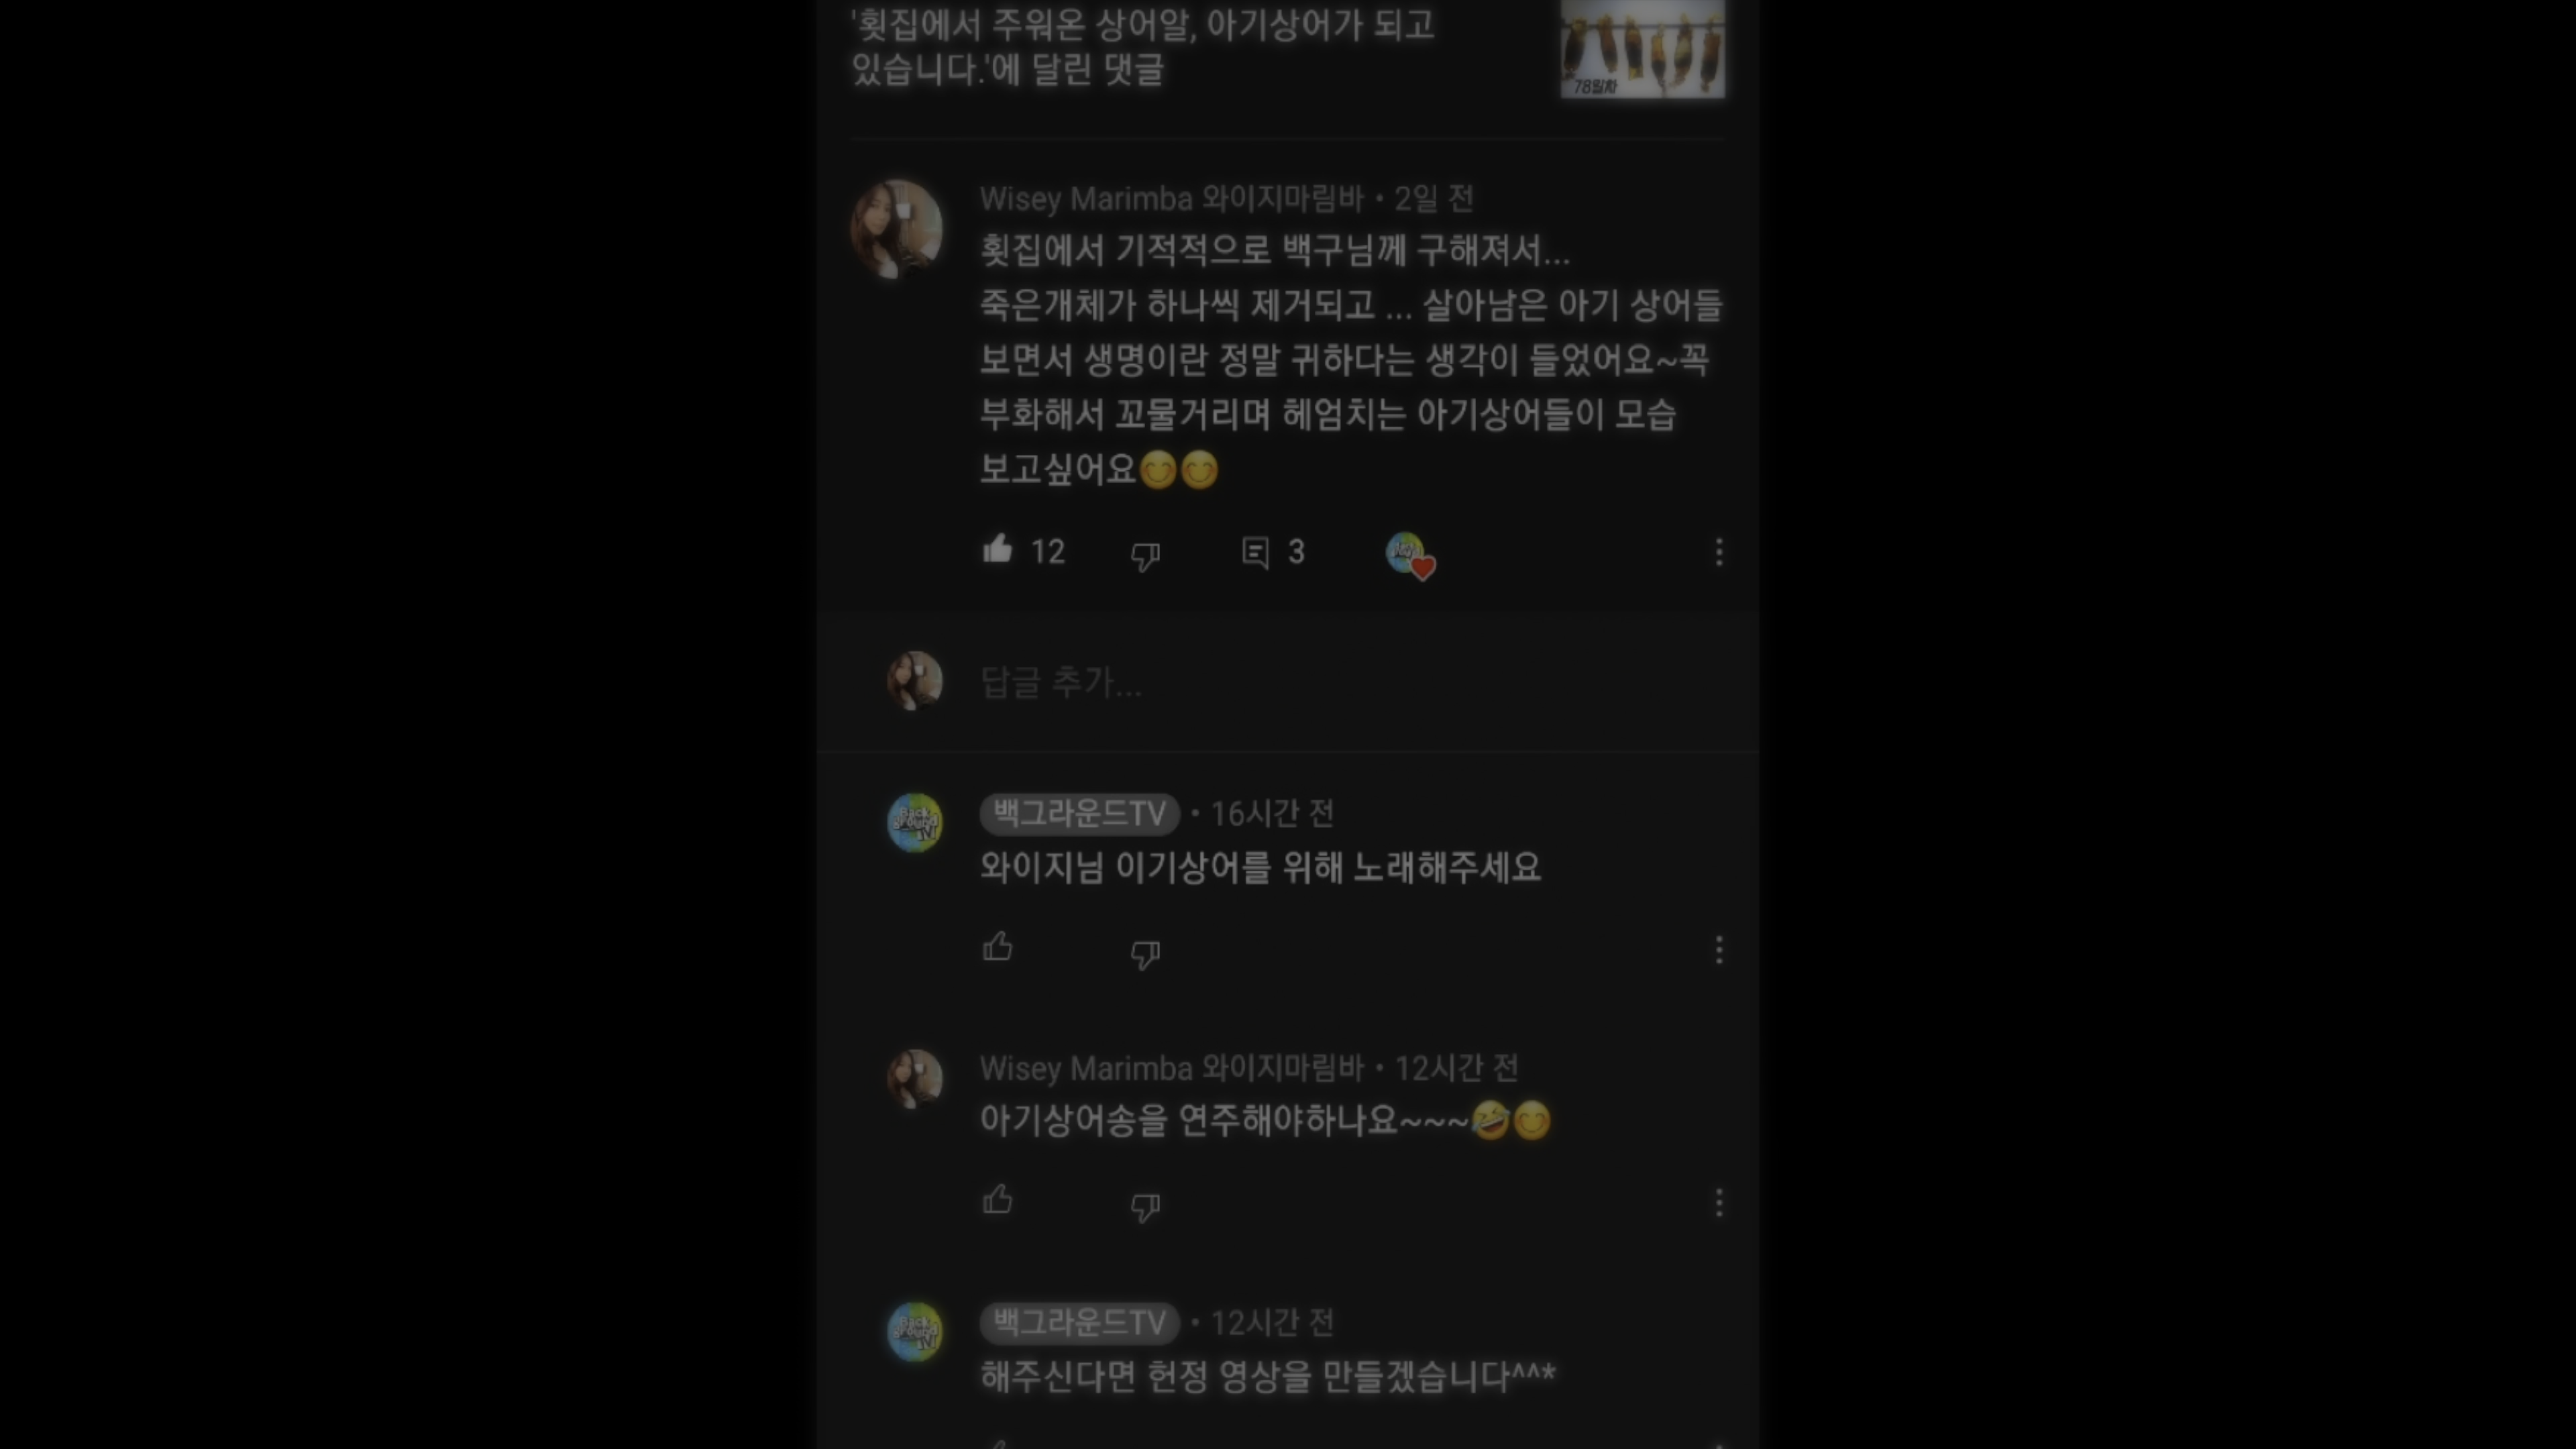 '횟집에서 주워온 상어알, 아기상어가 되고
있습니다.'에 달린 댓글
78일차
Wisey Marimba 와이지마림바 • 2일 전
횟집에서 기적적으로 백구님께 구해져서...
죽은개체가 하나씩 제거되고 ... 살아남은 아기 상어들
보면서 생명이란 정말 귀하다는 생각이 들었어요~꼭
부화해서 꼬물거리며 헤엄치는 아기상어들이 모습
보고싶어요😊😊
12
3
답글 추가...
Back ground TV
백그라운드TV • 16시간 전
와이지님 이기상어를 위해 노래해주세요
Wisey Marimba 와이지마림바 • 12시간 전
아기상어송을 연주해야하나요~~~🤣😊
Back ground TV
백그라운드TV • 12시간 전
해주신다면 헌정 영상을 만들겠습니다^^*